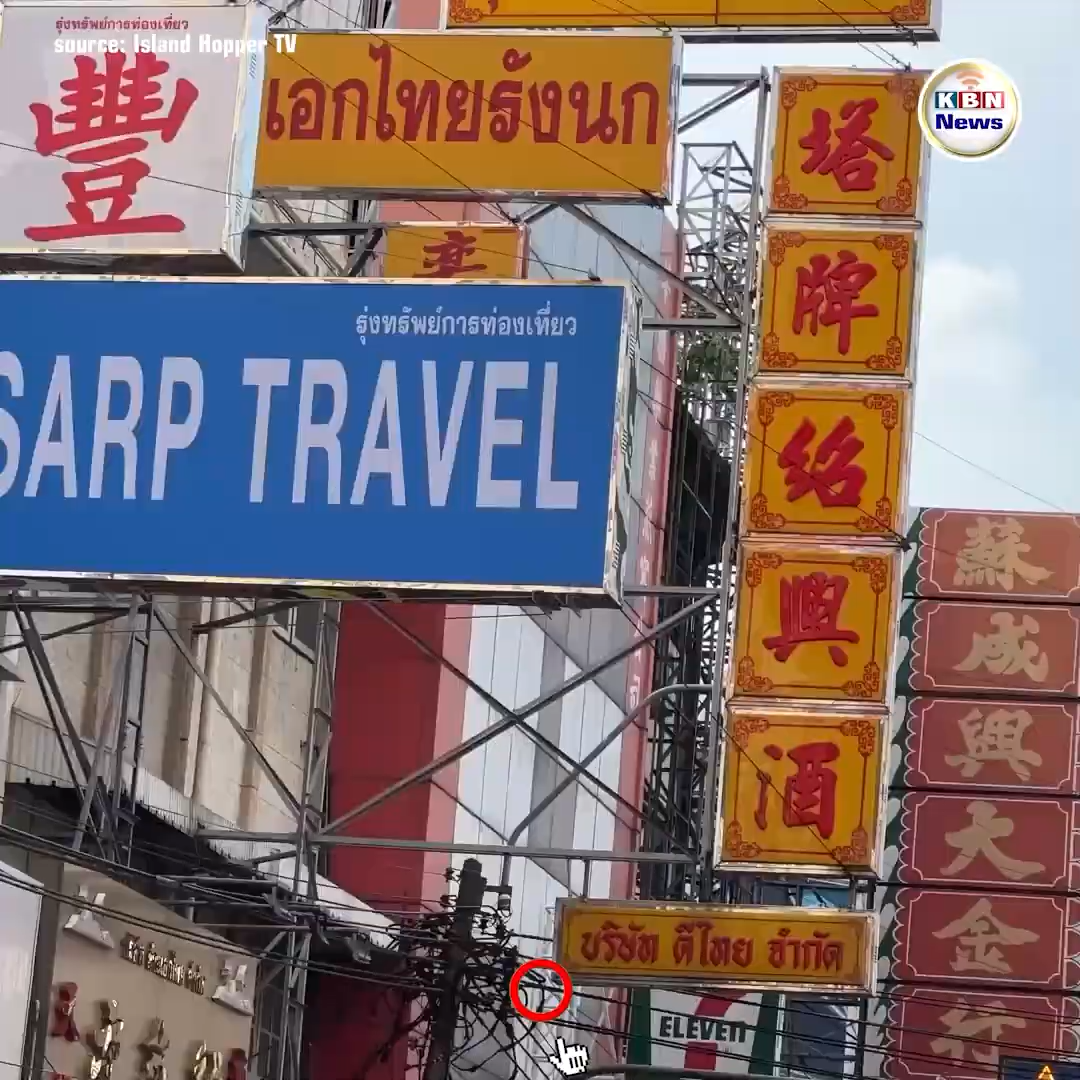 รุ่งทรัพย์การท่องเที่ยว
source: Island Hopper TV
豐
เอกไทยรังนก
KBN
News
塔
牌
紹
興
酒
รุ่งทรัพย์การท่องเที่ยว
SARP TRAVEL
蘇
成
興
大
金
行
บริษัท ตีไทย จำกัด
7
ELEVEn